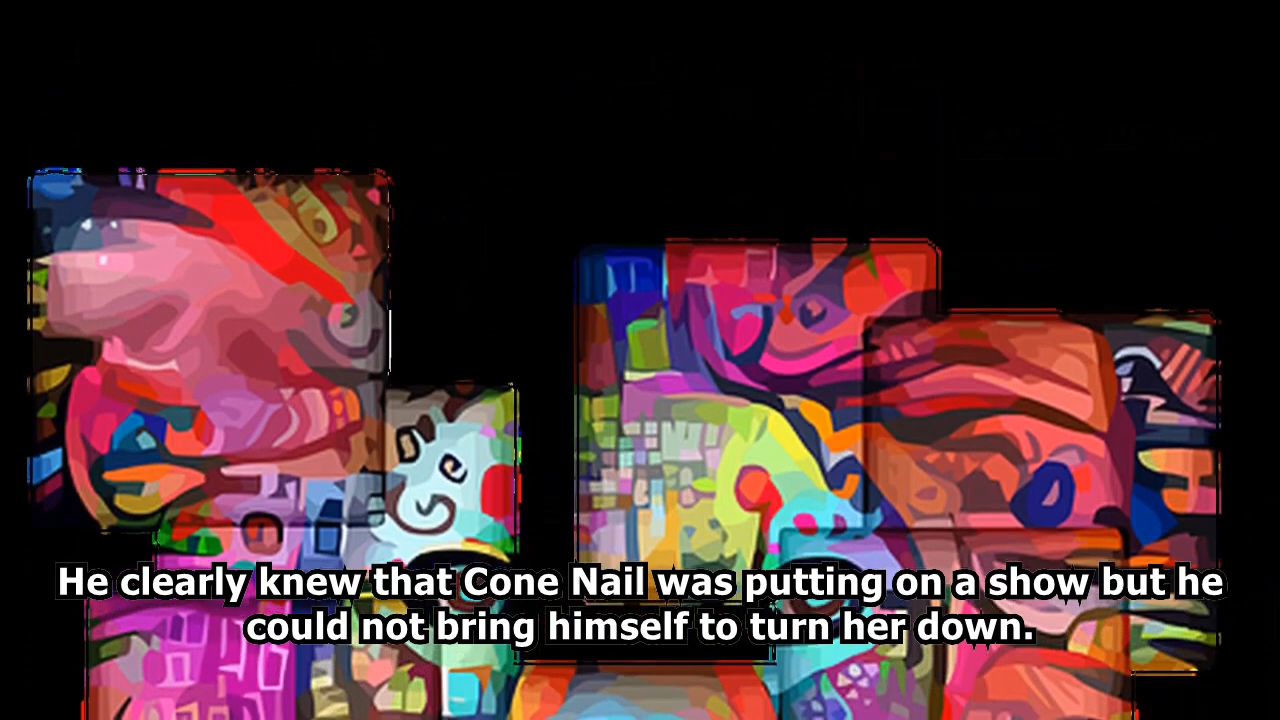 He clearly knew that Cone Nail was putting on a show but he
could not bring himself to turn her down.